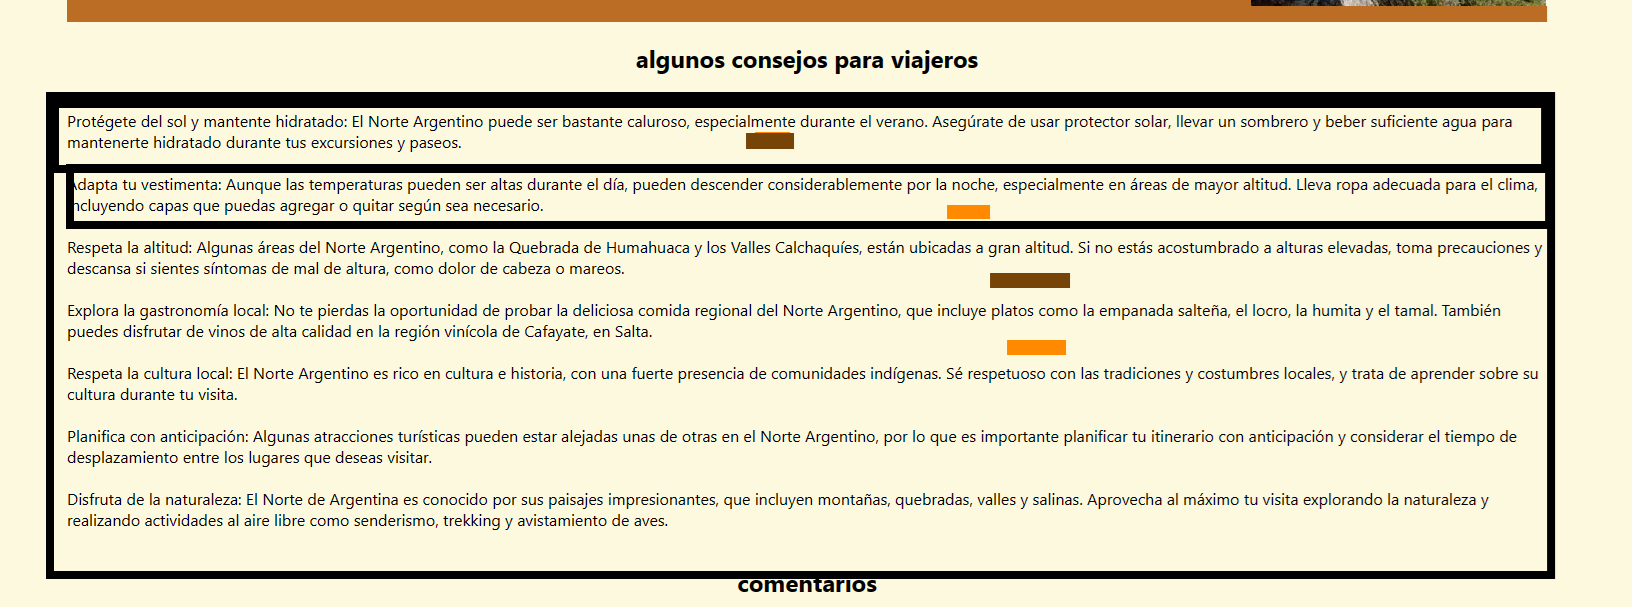 algunos consejos para viajeros
Protégete del sol y mantente hidratado: El Norte Argentino puede ser bastante caluroso, especialmente durante el verano. Asegúrate de usar protector solar, llevar un sombrero y beber suficiente agua para
mantenerte hidratado durante tus excursiones y paseos.
Adapta tu vestimenta: Aunque las temperaturas pueden ser altas durante el día, pueden descender considerablemente por la noche, especialmente en áreas de mayor altitud. Lleva ropa adecuada para el clima,
incluyendo capas que puedas agregar o quitar según sea necesario.
Respeta la altitud: Algunas áreas del Norte Argentino, como la Quebrada de Humahuaca y los Valles Calchaquíes, están ubicadas a gran altitud. Si no estás acostumbrado a alturas elevadas, toma precauciones y
descansa si sientes síntomas de mal de altura, como dolor de cabeza o mareos.
Explora la gastronomía local: No te pierdas la oportunidad de probar la deliciosa comida regional del Norte Argentino, que incluye platos como la empanada salteña, el locro, la humita y el tamal. También
puedes disfrutar de vinos de alta calidad en la región vinícola de Cafayate, en Salta.
Respeta la cultura local: El Norte Argentino es rico en cultura e historia, con una fuerte presencia de comunidades indígenas. Sé respetuoso con las tradiciones y costumbres locales, y trata de aprender sobre su
cultura durante tu visita.
Planifica con anticipación: Algunas atracciones turísticas pueden estar alejadas unas de otras en el Norte Argentino, por lo que es importante planificar tu itinerario con anticipación y considerar el tiempo de
desplazamiento entre los lugares que deseas visitar.
Disfruta de la naturaleza: El Norte de Argentina es conocido por sus paisajes impresionantes, que incluyen montañas, quebradas, valles y salinas. Aprovecha al máximo tu visita explorando la naturaleza y
realizando actividades al aire libre como senderismo, trekking y avistamiento de aves.
comentarios